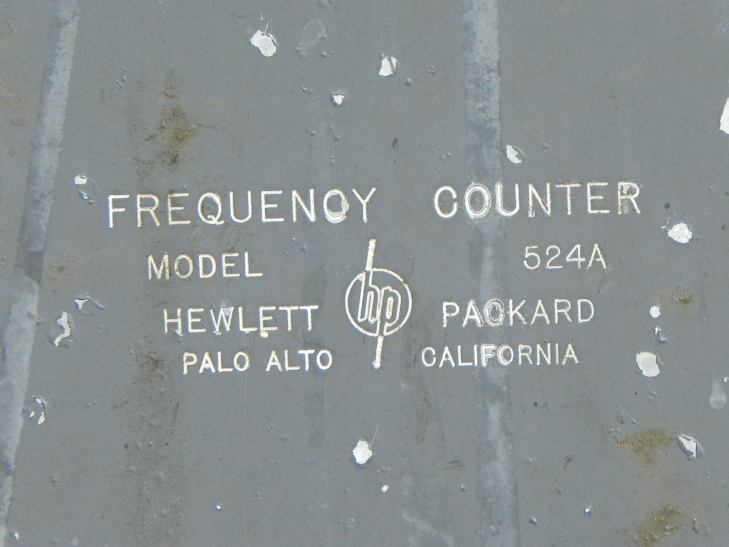 FREQUENCY COUNTER
MODEL 524A
hp
HEWLETT PACKARD
PALO ALTO CALIFORNIA